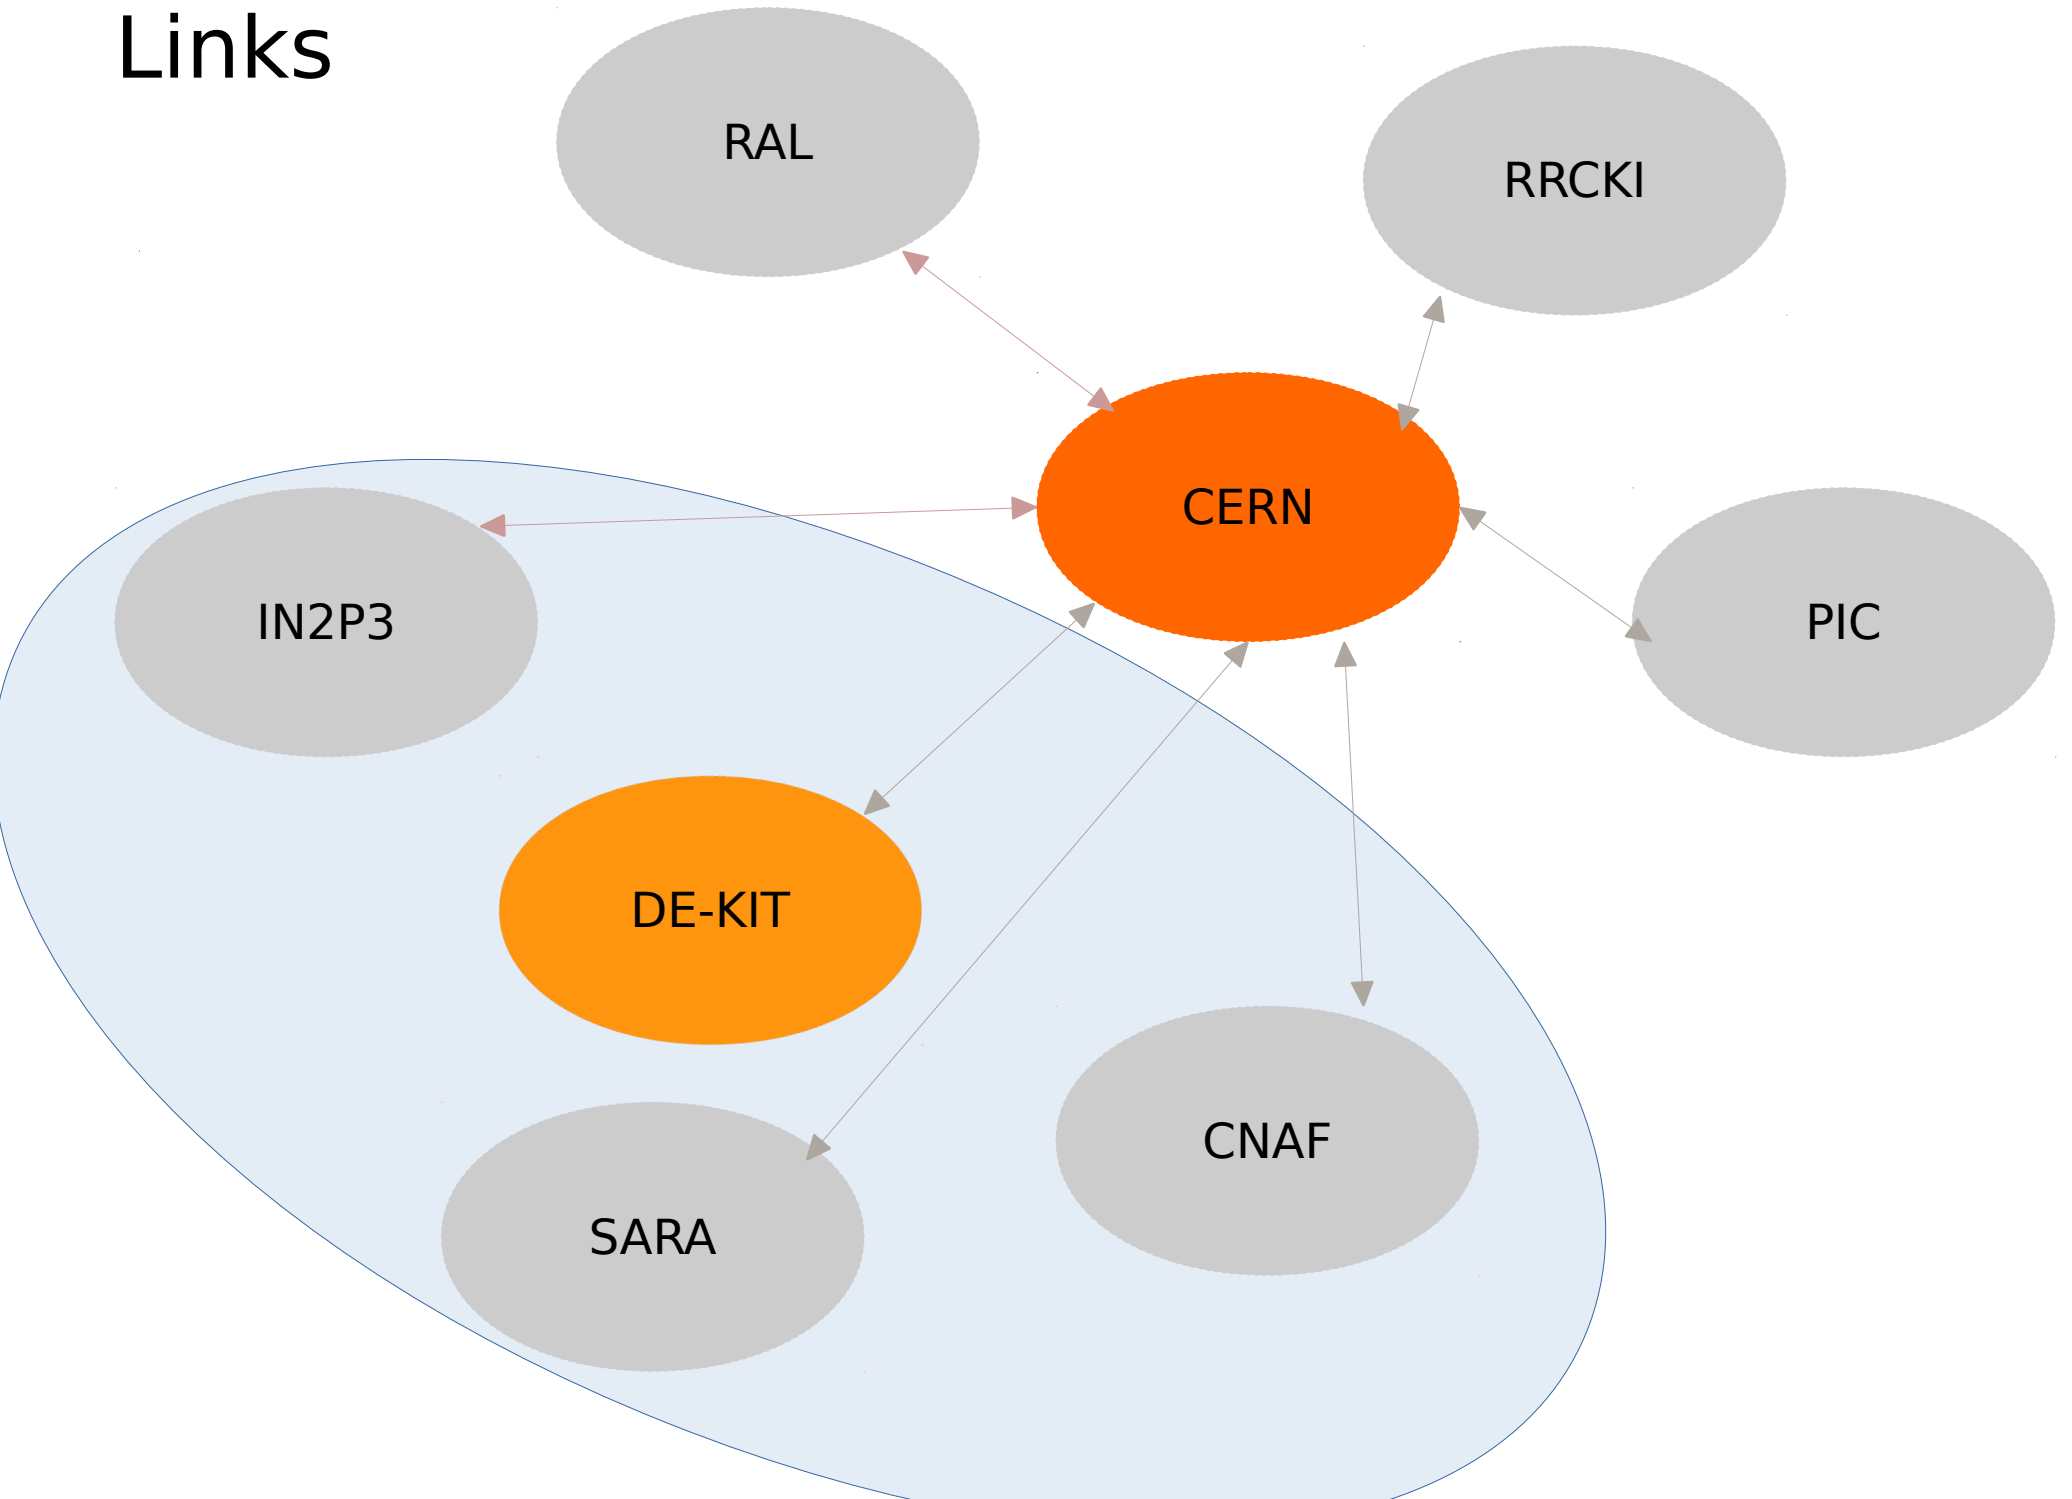 Links
RAL
RRCKI
CERN
IN2P3
PIC
DE-KIT
CNAF
SARA